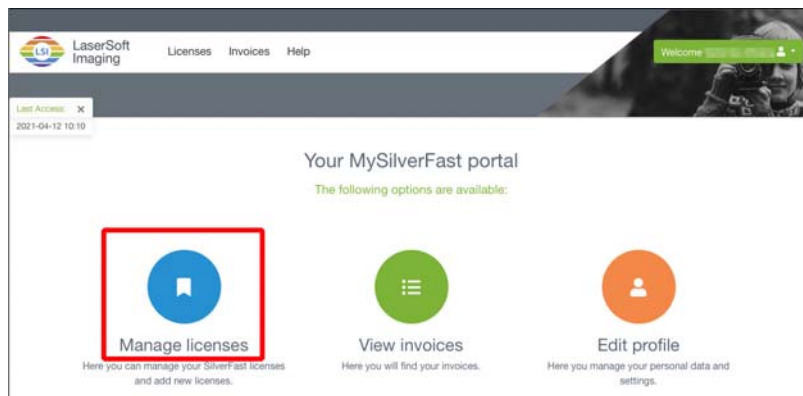 LSI
LaserSoft
Imaging
Licenses Invoices Help
Welcome
Last Access: X
2021-04-12 10:10
Your MySilverFast portal
The following options are available:
Manage licenses
Here you can manage your SilverFast licenses
and add new licenses.
View invoices
Here you will find your invoices.
Edit profile
Here you manage your personal data and
settings.